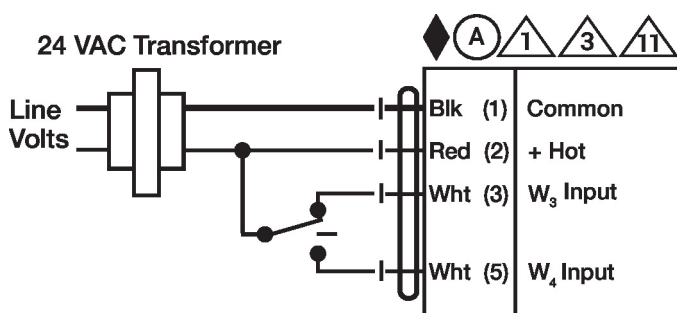 24 VAC Transformer
A 1 3 11
Line Volts
Blk (1) Common
Red (2) + Hot
Wht (3) W₃ Input
Wht (5) W₄ Input